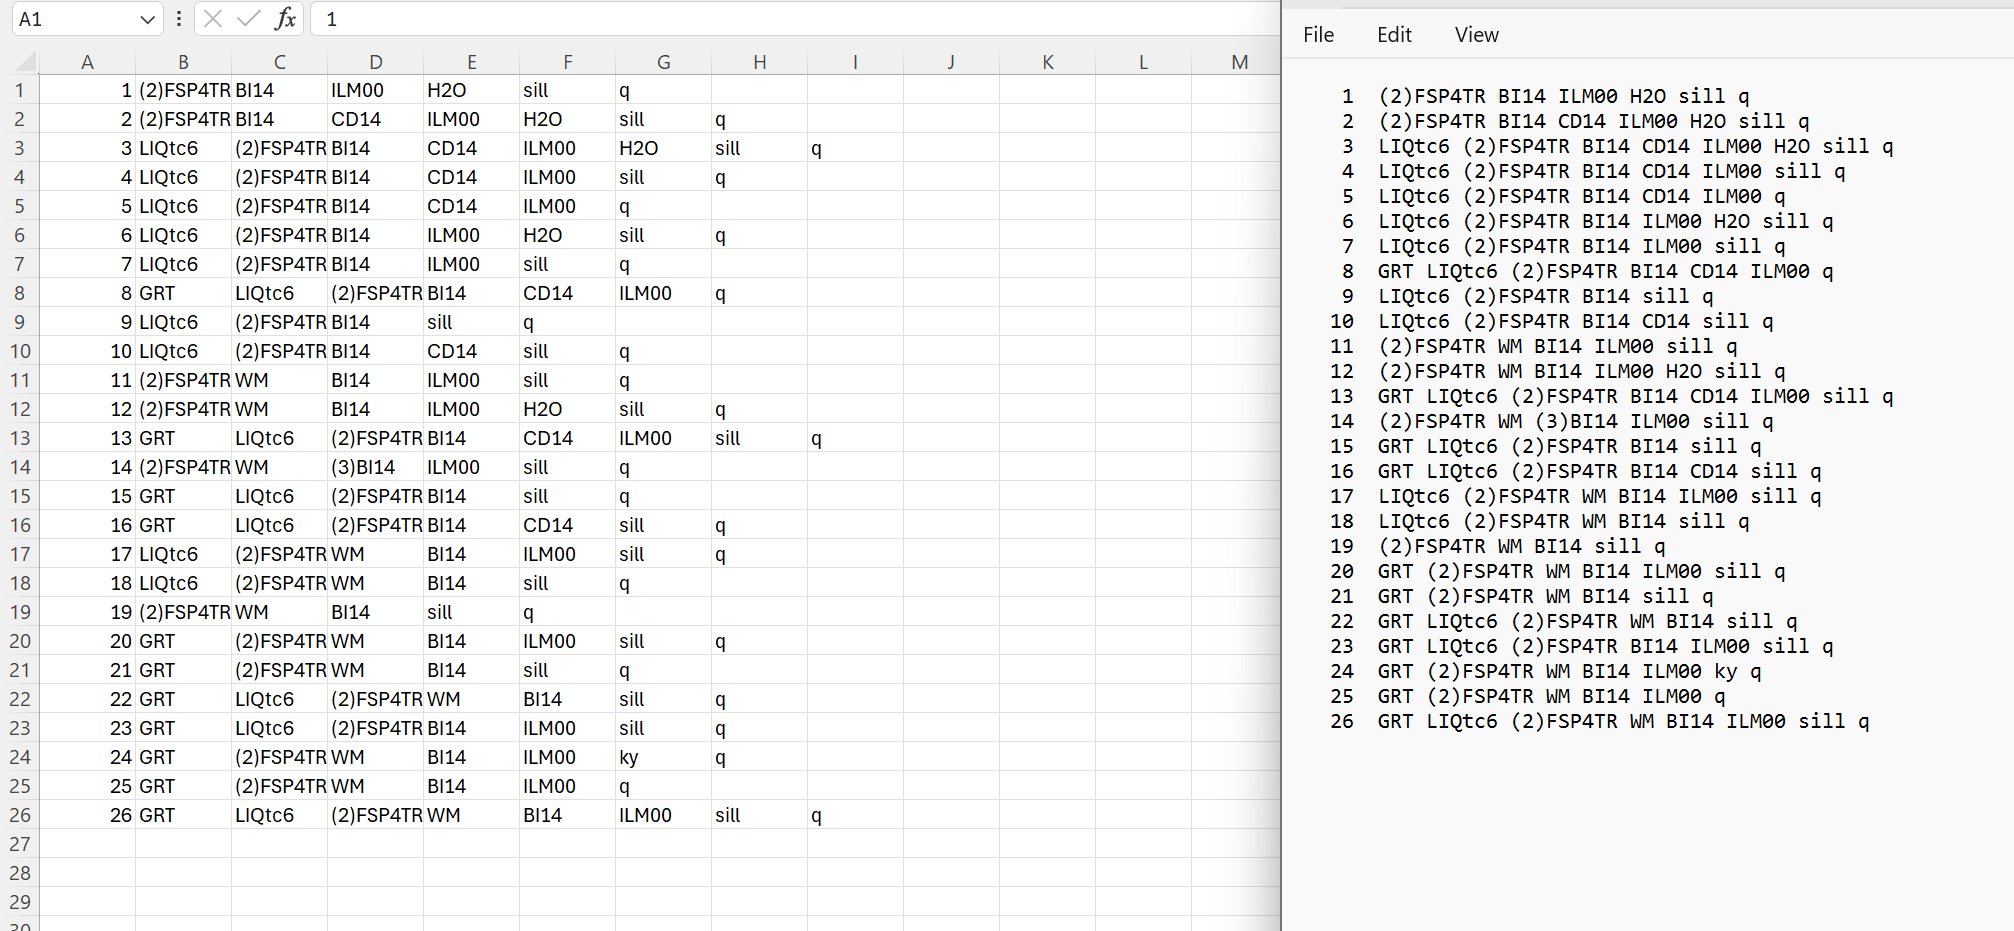 A1 fx 1
A B C D E F G H I J K L M
1 1 (2)FSP4TR BI14 ILM00 H2O sill q
2 2 (2)FSP4TR BI14 CD14 ILM00 H2O sill q
3 3 LIQtc6 (2)FSP4TR BI14 CD14 ILM00 H2O sill q
4 4 LIQtc6 (2)FSP4TR BI14 CD14 ILM00 sill q
5 5 LIQtc6 (2)FSP4TR BI14 CD14 ILM00 q
6 6 LIQtc6 (2)FSP4TR BI14 ILM00 H2O sill q
7 7 LIQtc6 (2)FSP4TR BI14 ILM00 sill q
8 8 GRT LIQtc6 (2)FSP4TR BI14 CD14 ILM00 q
9 9 LIQtc6 (2)FSP4TR BI14 sill q
10 10 LIQtc6 (2)FSP4TR BI14 CD14 sill q
11 11 (2)FSP4TR WM BI14 ILM00 sill q
12 12 (2)FSP4TR WM BI14 ILM00 H2O sill q
13 13 GRT LIQtc6 (2)FSP4TR BI14 CD14 ILM00 sill q
14 14 (2)FSP4TR WM (3)BI14 ILM00 sill q
15 15 GRT LIQtc6 (2)FSP4TR BI14 sill q
16 16 GRT LIQtc6 (2)FSP4TR BI14 CD14 sill q
17 17 LIQtc6 (2)FSP4TR WM BI14 ILM00 sill q
18 18 LIQtc6 (2)FSP4TR WM BI14 sill q
19 19 (2)FSP4TR WM BI14 sill q
20 20 GRT (2)FSP4TR WM BI14 ILM00 sill q
21 21 GRT (2)FSP4TR WM BI14 sill q
22 22 GRT LIQtc6 (2)FSP4TR WM BI14 sill q
23 23 GRT LIQtc6 (2)FSP4TR BI14 ILM00 sill q
24 24 GRT (2)FSP4TR WM BI14 ILM00 ky q
25 25 GRT (2)FSP4TR WM BI14 ILM00 q
26 26 GRT LIQtc6 (2)FSP4TR WM BI14 ILM00 sill q
27
28
29
30
File Edit View
1 (2)FSP4TR BI14 ILM00 H2O sill q
2 (2)FSP4TR BI14 CD14 ILM00 H2O sill q
3 LIQtc6 (2)FSP4TR BI14 CD14 ILM00 H2O sill q
4 LIQtc6 (2)FSP4TR BI14 CD14 ILM00 sill q
5 LIQtc6 (2)FSP4TR BI14 CD14 ILM00 q
6 LIQtc6 (2)FSP4TR BI14 ILM00 H2O sill q
7 LIQtc6 (2)FSP4TR BI14 ILM00 sill q
8 GRT LIQtc6 (2)FSP4TR BI14 CD14 ILM00 q
9 LIQtc6 (2)FSP4TR BI14 sill q
10 LIQtc6 (2)FSP4TR BI14 CD14 sill q
11 (2)FSP4TR WM BI14 ILM00 sill q
12 (2)FSP4TR WM BI14 ILM00 H2O sill q
13 GRT LIQtc6 (2)FSP4TR BI14 CD14 ILM00 sill q
14 (2)FSP4TR WM (3)BI14 ILM00 sill q
15 GRT LIQtc6 (2)FSP4TR BI14 sill q
16 GRT LIQtc6 (2)FSP4TR BI14 CD14 sill q
17 LIQtc6 (2)FSP4TR WM BI14 ILM00 sill q
18 LIQtc6 (2)FSP4TR WM BI14 sill q
19 (2)FSP4TR WM BI14 sill q
20 GRT (2)FSP4TR WM BI14 ILM00 sill q
21 GRT (2)FSP4TR WM BI14 sill q
22 GRT LIQtc6 (2)FSP4TR WM BI14 sill q
23 GRT LIQtc6 (2)FSP4TR BI14 ILM00 sill q
24 GRT (2)FSP4TR WM BI14 ILM00 ky q
25 GRT (2)FSP4TR WM BI14 ILM00 q
26 GRT LIQtc6 (2)FSP4TR WM BI14 ILM00 sill q